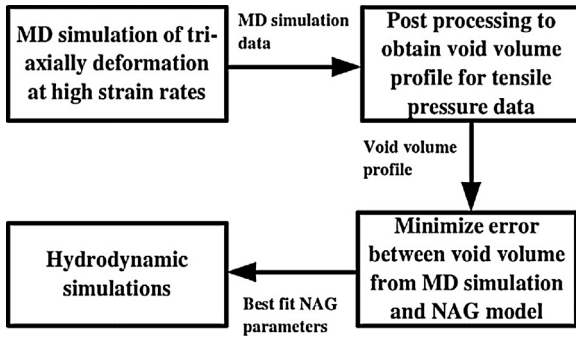 MD simulation of tri-
axially deformation
at high strain rates
MD simulation
data
Post processing to
obtain void volume
profile for tensile
pressure data
Void volume
profile
Minimize error
between void volume
from MD simulation
and NAG model
Best fit NAG
parameters
Hydrodynamic
simulations